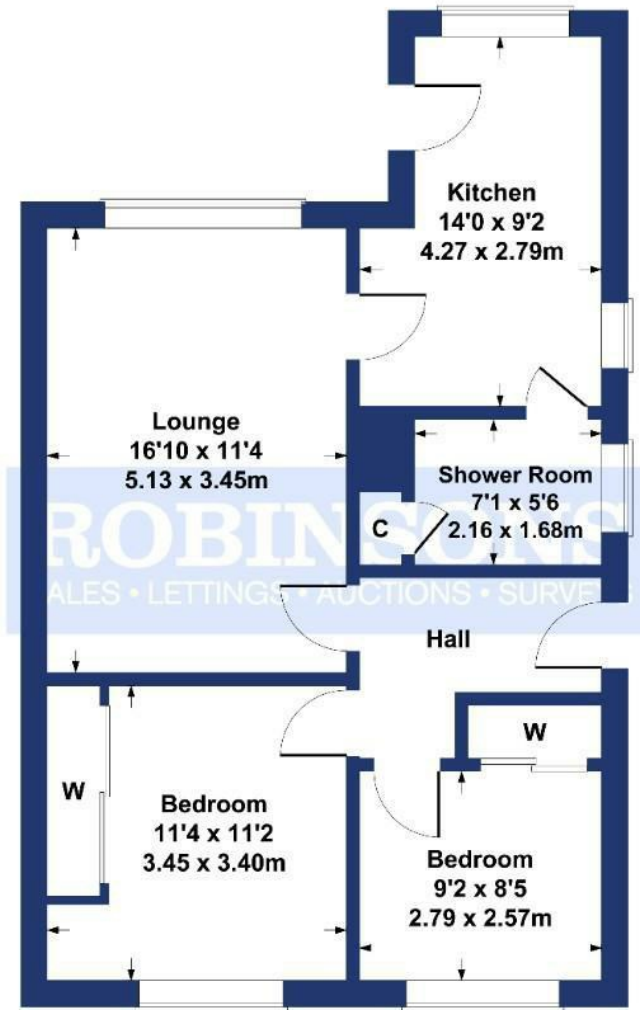 Kitchen
14'0 x 9'2
4.27 x 2.79m
Lounge
16'10 x 11'4
5.13 x 3.45m
Shower Room
7'1 x 5'6
2.16 x 1.68m
C
ROBINSONS
ALES • LETTINGS • AUCTIONS • SURVE
Hall
W
W
Bedroom
11'4 x 11'2
3.45 x 3.40m
Bedroom
9'2 x 8'5
2.79 x 2.57m